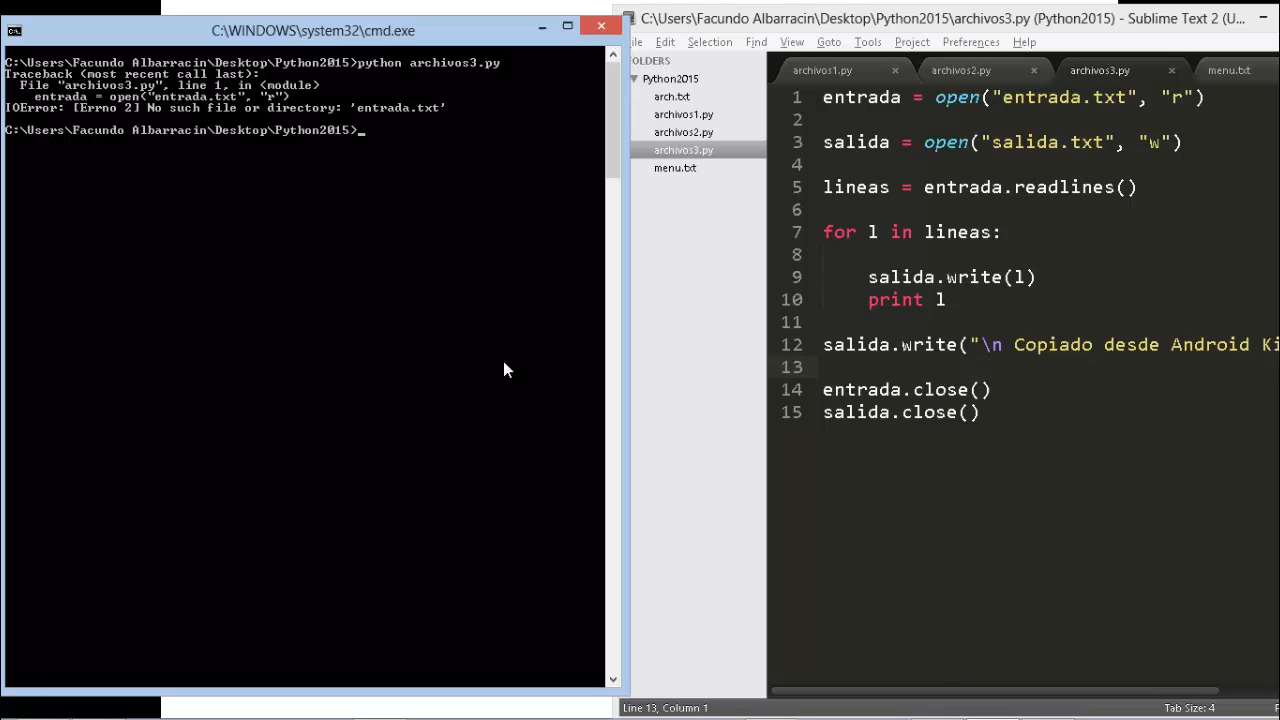 C:\WINDOWS\system32\cmd.exe
C:\Users\Facundo Albarracin\Desktop\Python2015>python archivos3.py
Traceback (most recent call last):
  File "archivos3.py", line 1, in <module>
    entrada = open("entrada.txt", "r")
IOError: [Errno 2] No such file or directory: 'entrada.txt'
C:\Users\Facundo Albarracin\Desktop\Python2015>_
C:\Users\Facundo Albarracin\Desktop\Python2015\archivos3.py (Python2015) - Sublime Text 2 (U...
Edit Selection Find View Goto Tools Project Preferences Help
Python2015
arch.txt
archivos1.py
archivos2.py
archivos3.py
menu.txt
archivos1.py × archivos2.py × archivos3.py × menu.txt
1 entrada = open("entrada.txt", "r")
2
3 salida = open("salida.txt", "w")
4
5 lineas = entrada.readlines()
6
7 for l in lineas:
8
9     salida.write(l)
10     print l
11
12 salida.write("\n Copiado desde Android Ki
13
14 entrada.close()
15 salida.close()
Line 13, Column 1
Tab Size: 4